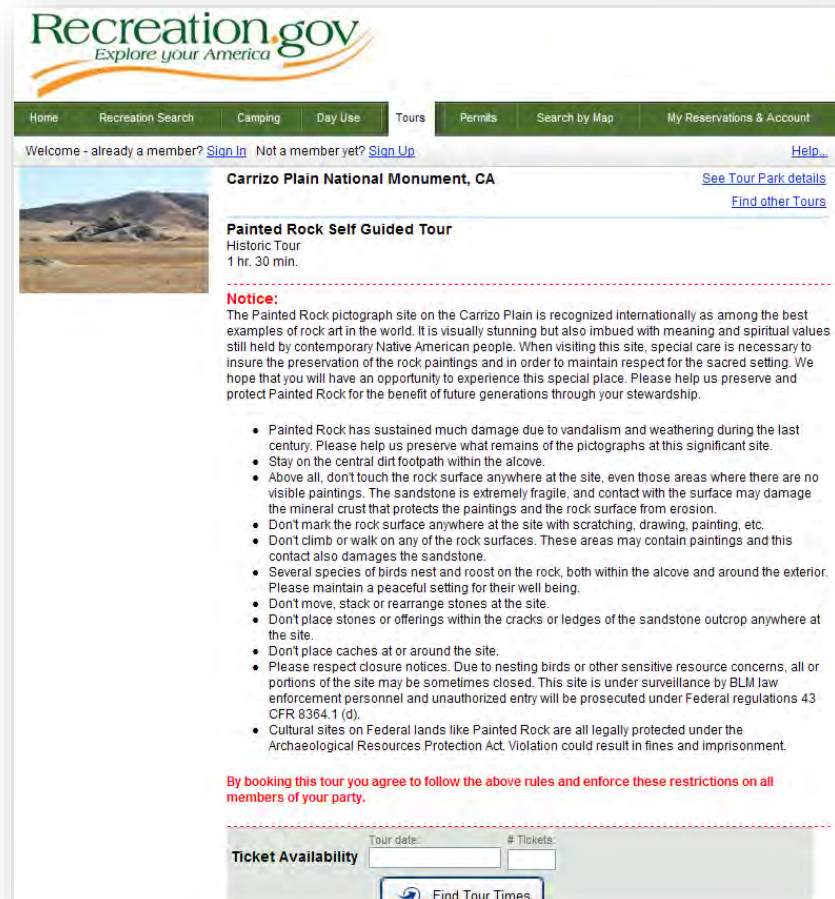 Recreation.gov
Explore your America
Home Recreation Search Camping Day Use Tours Permits Search by Map My Reservations & Account
Welcome - already a member? Sign In Not a member yet? Sign Up Help...
Carrizo Plain National Monument, CA See Tour Park details
Find other Tours
Painted Rock Self Guided Tour
Historic Tour
1 hr. 30 min.
Notice:
The Painted Rock pictograph site on the Carrizo Plain is recognized internationally as among the best
examples of rock art in the world. It is visually stunning but also imbued with meaning and spiritual values
still held by contemporary Native American people. When visiting this site, special care is necessary to
insure the preservation of the rock paintings and in order to maintain respect for the sacred setting. We
hope that you will have an opportunity to experience this special place. Please help us preserve and
protect Painted Rock for the benefit of future generations through your stewardship.
• Painted Rock has sustained much damage due to vandalism and weathering during the last
century. Please help us preserve what remains of the pictographs at this significant site.
• Stay on the central dirt footpath within the alcove.
• Above all, don't touch the rock surface anywhere at the site, even those areas where there are no
visible paintings. The sandstone is extremely fragile, and contact with the surface may damage
the mineral crust that protects the paintings and the rock surface from erosion.
• Don't mark the rock surface anywhere at the site with scratching, drawing, painting, etc.
• Don't climb or walk on any of the rock surfaces. These areas may contain paintings and this
contact also damages the sandstone.
• Several species of birds nest and roost on the rock, both within the alcove and around the exterior.
Please maintain a peaceful setting for their well being.
• Don't move, stack or rearrange stones at the site.
• Don't place stones or offerings within the cracks or ledges of the sandstone outcrop anywhere at
the site.
• Don't place caches at or around the site.
• Please respect closure notices. Due to nesting birds or other sensitive resource concerns, all or
portions of the site may be sometimes closed. This site is under surveillance by BLM law
enforcement personnel and unauthorized entry will be prosecuted under Federal regulations 43
CFR 8364.1 (d).
• Cultural sites on Federal lands like Painted Rock are all legally protected under the
Archaeological Resources Protection Act. Violation could result in fines and imprisonment.
By booking this tour you agree to follow the above rules and enforce these restrictions on all
members of your party.
Tour date: # Tickets:
Ticket Availability
Find Tour Times